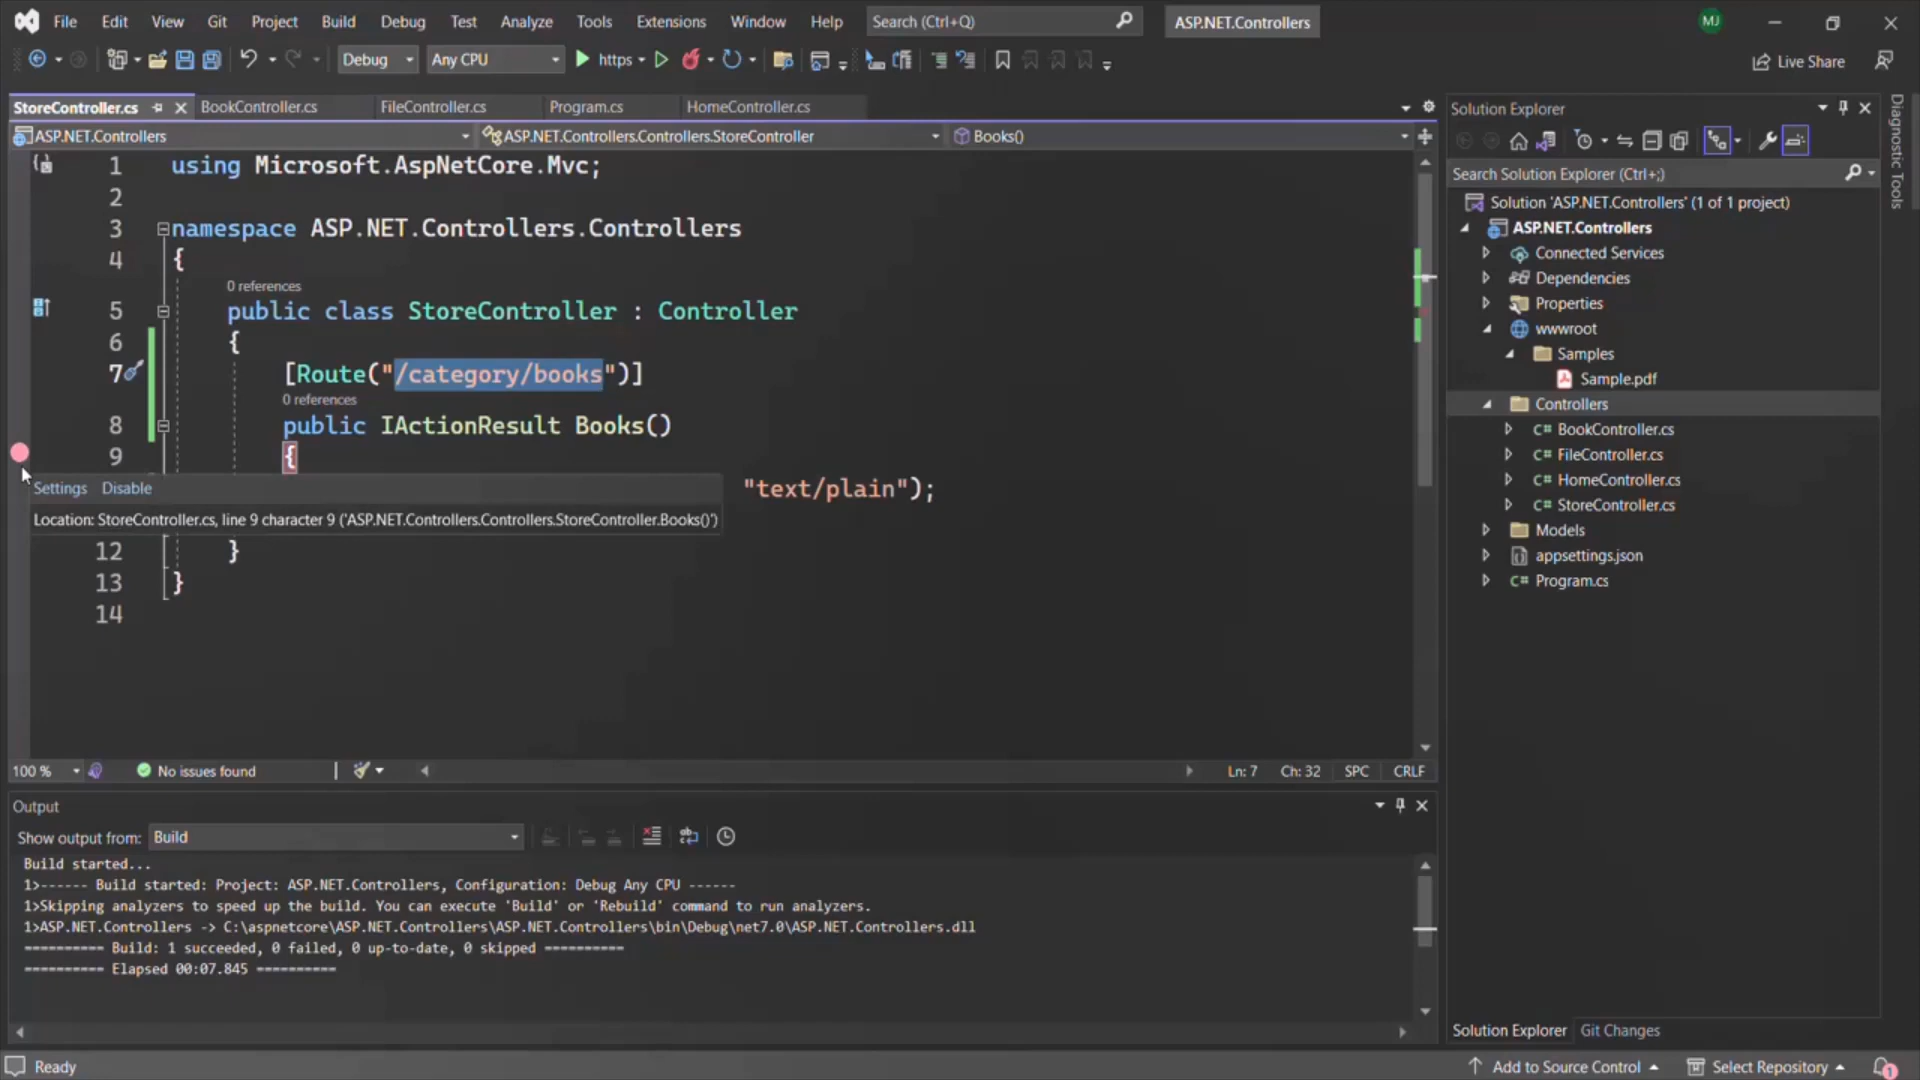 File Edit View Git Project Build Debug Test Analyze Tools Extensions Window Help Search (Ctrl+Q) ASP.NET.Controllers MJ
Debug Any CPU https Live Share
StoreController.cs BookController.cs FileController.cs Program.cs HomeController.cs
ASP.NET.Controllers ASP.NET.Controllers.Controllers.StoreController Books()
1 using Microsoft.AspNetCore.Mvc;
2
3 namespace ASP.NET.Controllers.Controllers
4 {
0 references
5 public class StoreController : Controller
6 {
7 [Route("/category/books")]
0 references
8 public IActionResult Books()
9 {
Settings Disable
"text/plain");
Location: StoreController.cs, line 9 character 9 ('ASP.NET.Controllers.Controllers.StoreController.Books()')
12 }
13 }
14
100 % No issues found Ln: 7 Ch: 32 SPC CRLF
Output
Show output from: Build
Build started...
1>------ Build started: Project: ASP.NET.Controllers, Configuration: Debug Any CPU ------
1>Skipping analyzers to speed up the build. You can execute 'Build' or 'Rebuild' command to run analyzers.
1>ASP.NET.Controllers -> C:\aspnetcore\ASP.NET.Controllers\ASP.NET.Controllers\bin\Debug\net7.0\ASP.NET.Controllers.dll
========== Build: 1 succeeded, 0 failed, 0 up-to-date, 0 skipped ==========
========== Elapsed 00:07.845 ==========
Solution Explorer
Search Solution Explorer (Ctrl+;)
Solution 'ASP.NET.Controllers' (1 of 1 project)
ASP.NET.Controllers
Connected Services
Dependencies
Properties
wwwroot
Samples
Sample.pdf
Controllers
C# BookController.cs
C# FileController.cs
C# HomeController.cs
C# StoreController.cs
Models
appsettings.json
C# Program.cs
Solution Explorer Git Changes
Diagnostic Tools
Ready Add to Source Control Select Repository 1